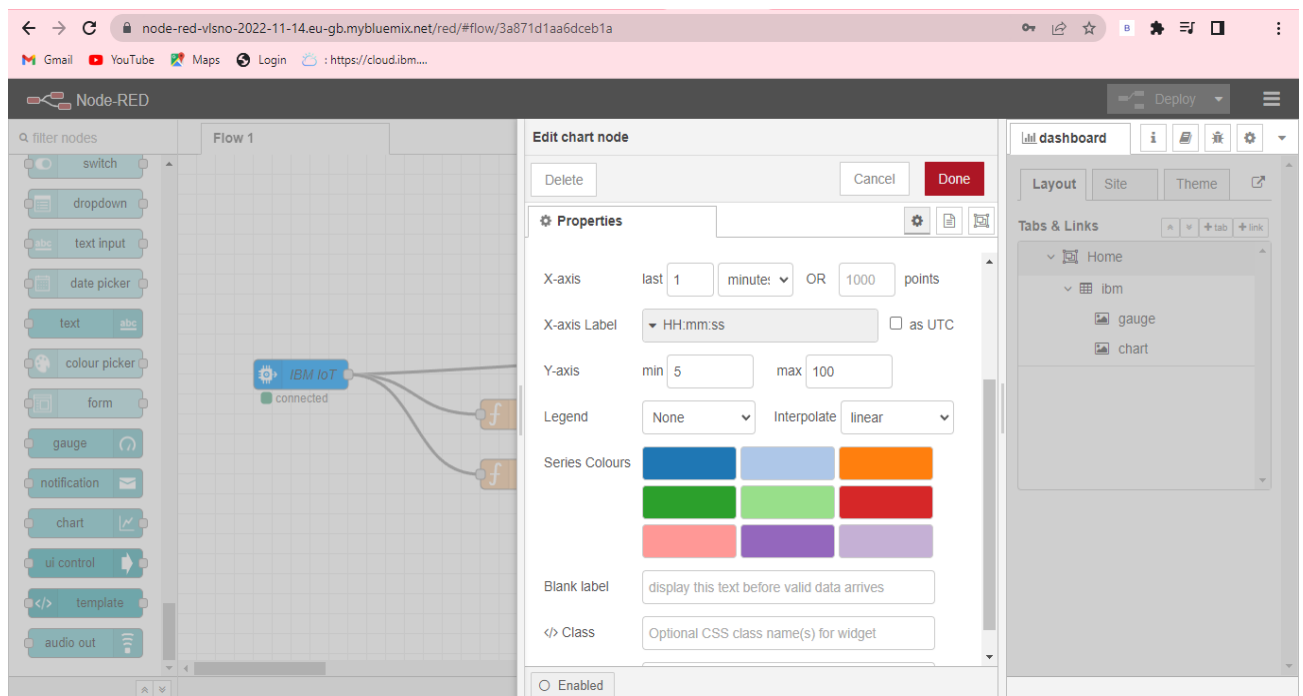 node-red-vlsno-2022-11-14.eu-gb.mybluemix.net/red/#flow/3a871d1aa6dceb1a
B
Gmail YouTube Maps Login : https://cloud.ibm....
Node-RED Deploy
filter nodes
switch
dropdown
abc text input
date picker
text abc
colour picker
form
gauge
notification
chart
ui control
</> template
audio out
Flow 1
IBM IoT
connected
f
f
Edit chart node
Delete Cancel Done
Properties
X-axis last 1 minutes OR 1000 points
X-axis Label HH:mm:ss as UTC
Y-axis min 5 max 100
Legend None Interpolate linear
Series Colours
Blank label display this text before valid data arrives
</> Class Optional CSS class name(s) for widget
Enabled
dashboard i
Layout Site Theme
Tabs & Links +tab +link
Home
ibm
gauge
chart